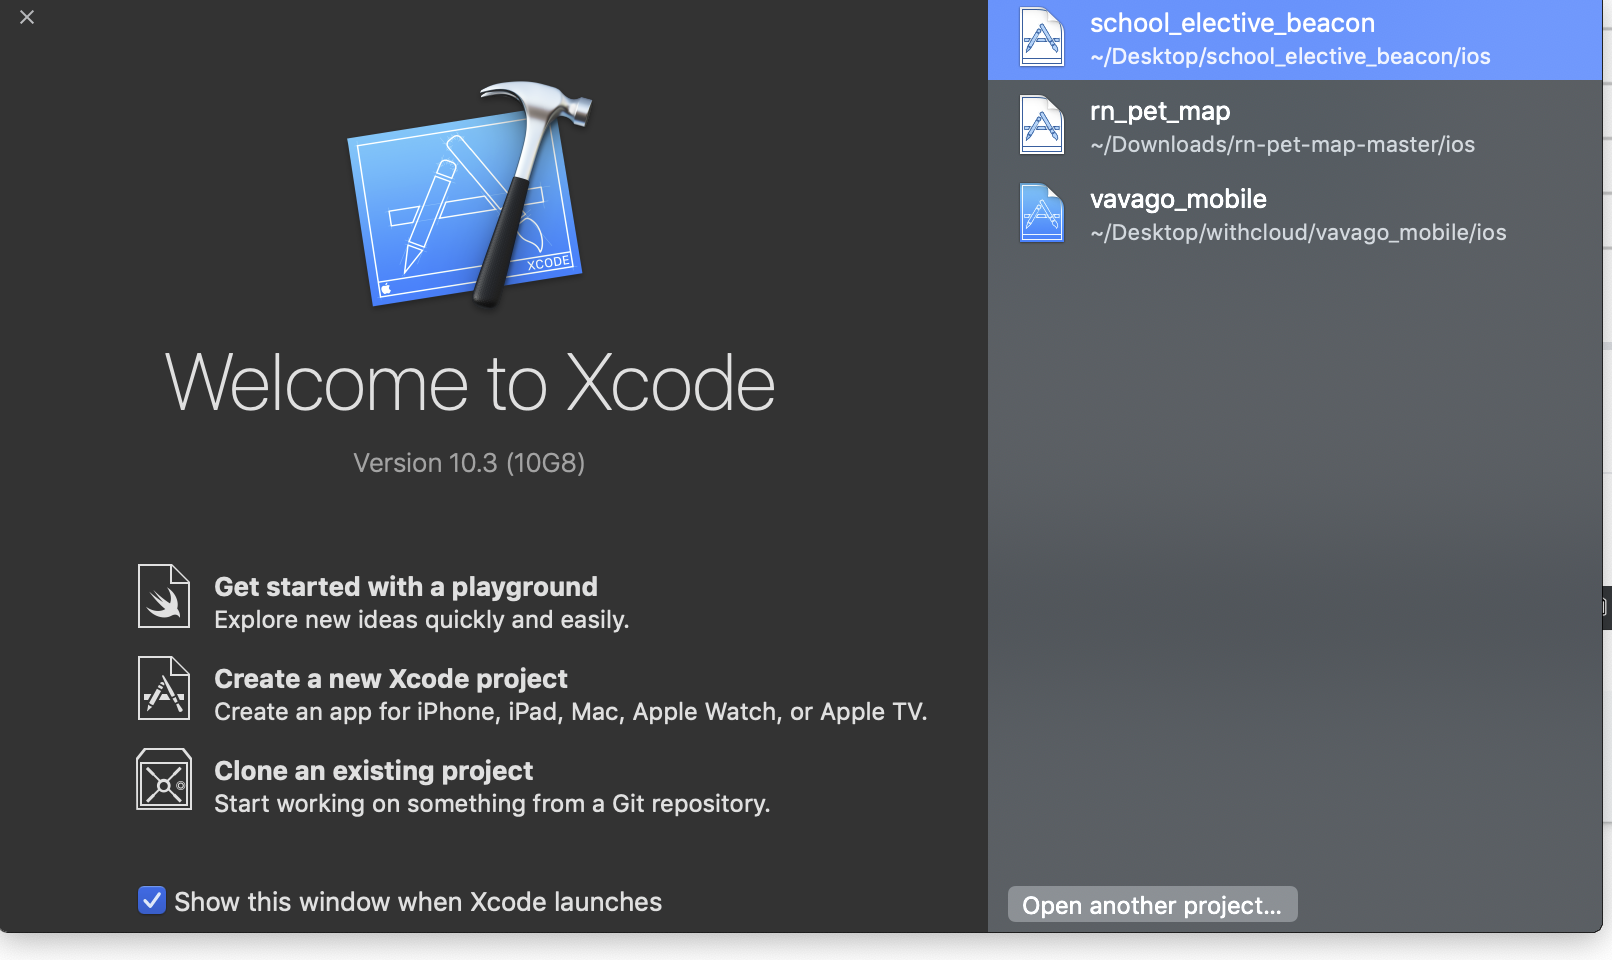 XCODE
Welcome to Xcode
Version 10.3 (10G8)
Get started with a playground
Explore new ideas quickly and easily.
Create a new Xcode project
Create an app for iPhone, iPad, Mac, Apple Watch, or Apple TV.
Clone an existing project
Start working on something from a Git repository.
Show this window when Xcode launches
school_elective_beacon
~/Desktop/school_elective_beacon/ios
rn_pet_map
~/Downloads/rn-pet-map-master/ios
vavago_mobile
~/Desktop/withcloud/vavago_mobile/ios
Open another project...